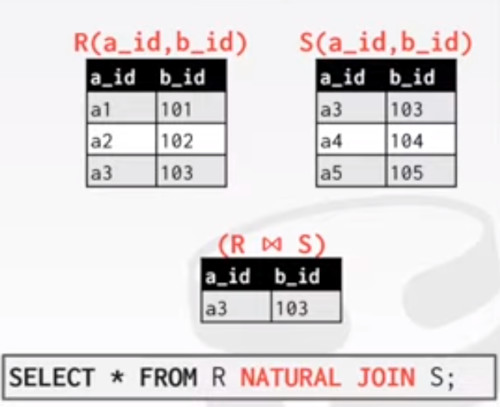 R(a_id,b_id)
a_id b_id
a1 101
a2 102
a3 103
S(a_id,b_id)
a_id b_id
a3 103
a4 104
a5 105
(R ⋈ S)
a_id b_id
a3 103
SELECT * FROM R NATURAL JOIN S;